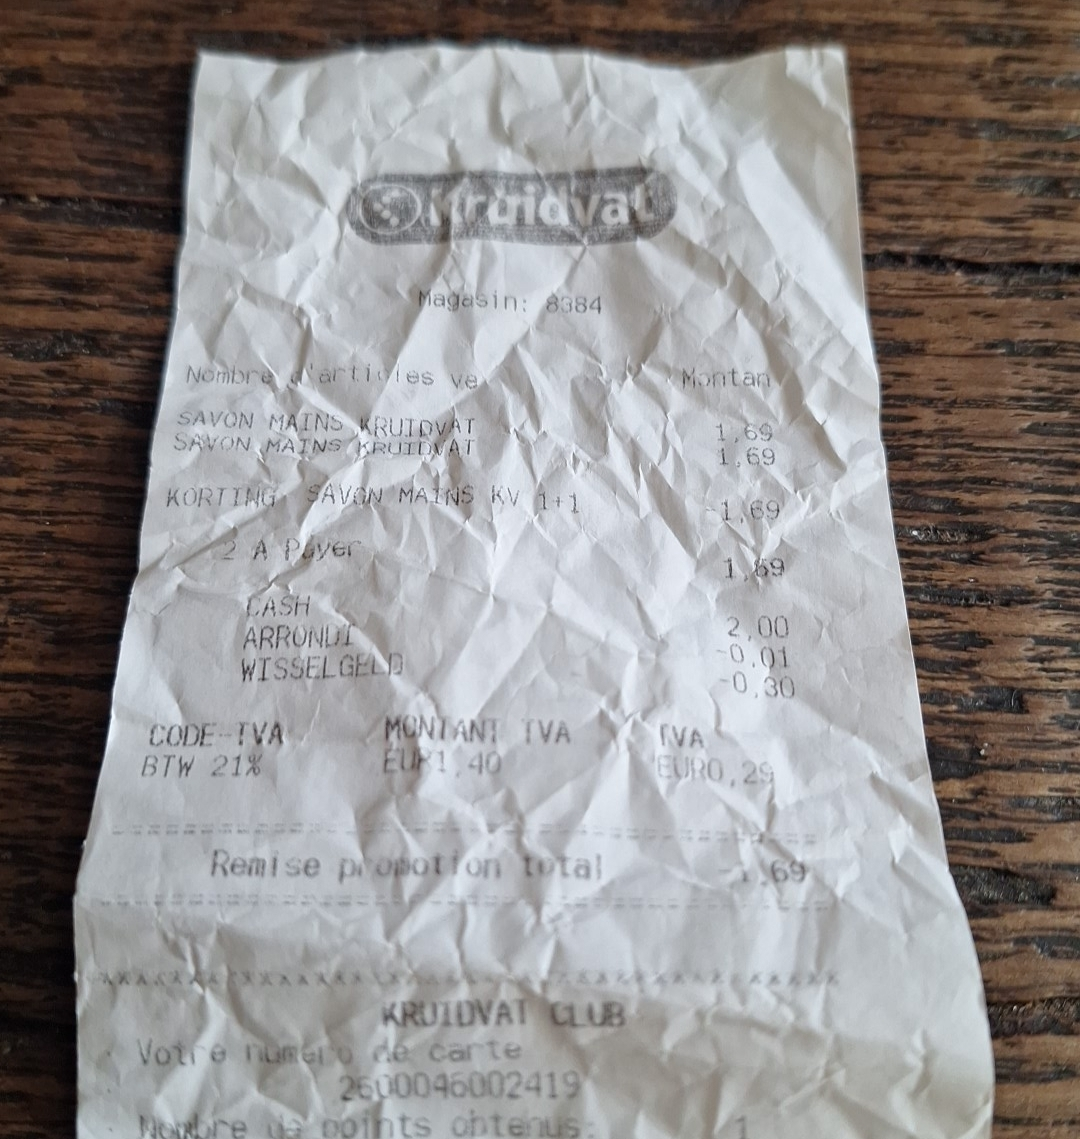 Kruidvat
Magasin: 8384
Nombre d'articles ve Montan
SAVON MAINS KRUIDVAT 1,69
SAVON MAINS KRUIDVAT 1,69
KORTING SAVON MAINS KV 1+1 -1,69
2 A Payer 1,69
CASH 2,00
ARRONDI -0,01
WISSELGELD -0,30
CODE-TVA MONTANT TVA TVA
BTW 21% EUR1,40 EUR0,29
Remise promotion total -1,69
KRUIDVAT CLUB
Votre numero de carte
2600046002419
Nombre de points obtenus: 1